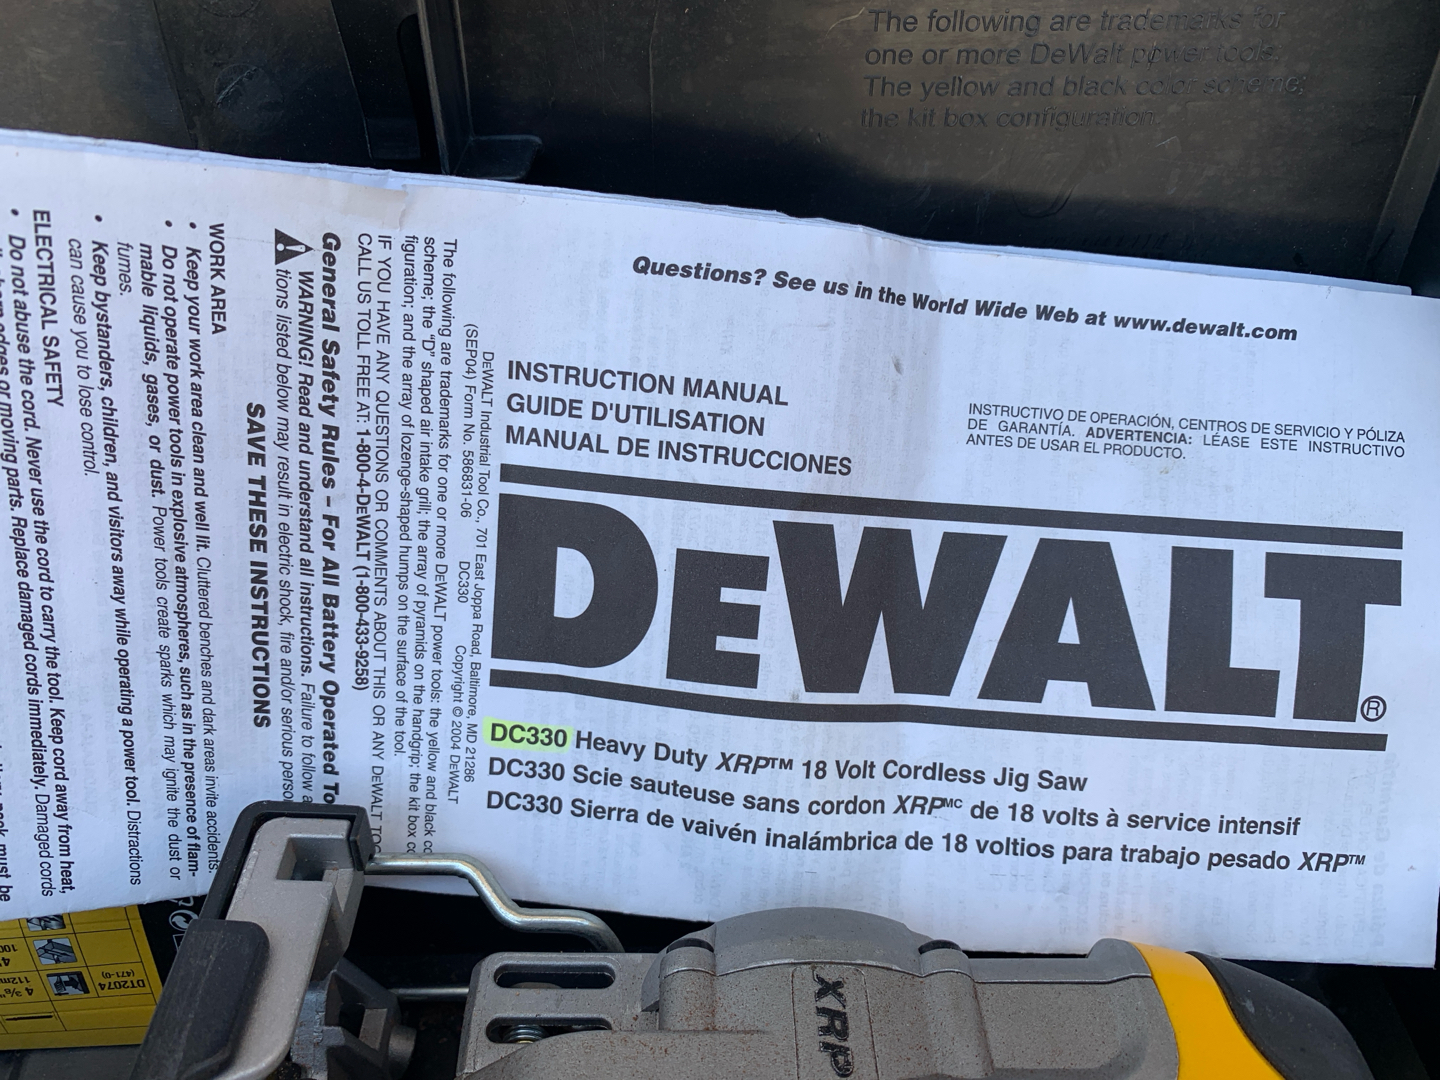 The following are trademarks for
one or more DeWalt power tools.
The yellow and black color scheme;
the kit box configuration.
Questions? See us in the World Wide Web at www.dewalt.com
INSTRUCTION MANUAL
GUIDE D'UTILISATION
MANUAL DE INSTRUCCIONES
INSTRUCTIVO DE OPERACIÓN, CENTROS DE SERVICIO Y PÓLIZA
DE GARANTÍA. ADVERTENCIA: LÉASE ESTE INSTRUCTIVO
ANTES DE USAR EL PRODUCTO.
DEWALT®
DC330 Heavy Duty XRP™ 18 Volt Cordless Jig Saw
DC330 Scie sauteuse sans cordon XRPMC de 18 volts à service intensif
DC330 Sierra de vaivén inalámbrica de 18 voltios para trabajo pesado XRP™
DEWALT Industrial Tool Co., 701 East Joppa Road, Baltimore, MD 21286
(SEP04) Form No. 586831-06 DC330 Copyright © 2004 DEWALT
The following are trademarks for one or more DEWALT power tools: the yellow and black
scheme; the "D" shaped air intake grill; the array of pyramids on the handgrip; the kit box
figuration; and the array of lozenge-shaped humps on the surface of the tool.
IF YOU HAVE ANY QUESTIONS OR COMMENTS ABOUT THIS OR ANY DEWALT
CALL US TOLL FREE AT: 1-800-4-DEWALT (1-800-433-9258)
General Safety Rules – For All Battery Operated
WARNING! Read and understand all instructions. Failure to follow
tions listed below may result in electric shock, fire and/or serious
SAVE THESE INSTRUCTIONS
WORK AREA
• Keep your work area clean and well lit. Cluttered benches and dark areas invite accidents.
• Do not operate power tools in explosive atmospheres, such as in the presence of flam-
mable liquids, gases, or dust. Power tools create sparks which may ignite the dust or
fumes.
• Keep bystanders, children, and visitors away while operating a power tool. Distractions
can cause you to lose control.
ELECTRICAL SAFETY
• Do not abuse the cord. Never use the cord to carry the tool. Keep cord away from heat,
edges or moving parts. Replace damaged cords immediately. Damaged cords
must be
XRP
DT2074
(471-0)
4 3/8"
112m